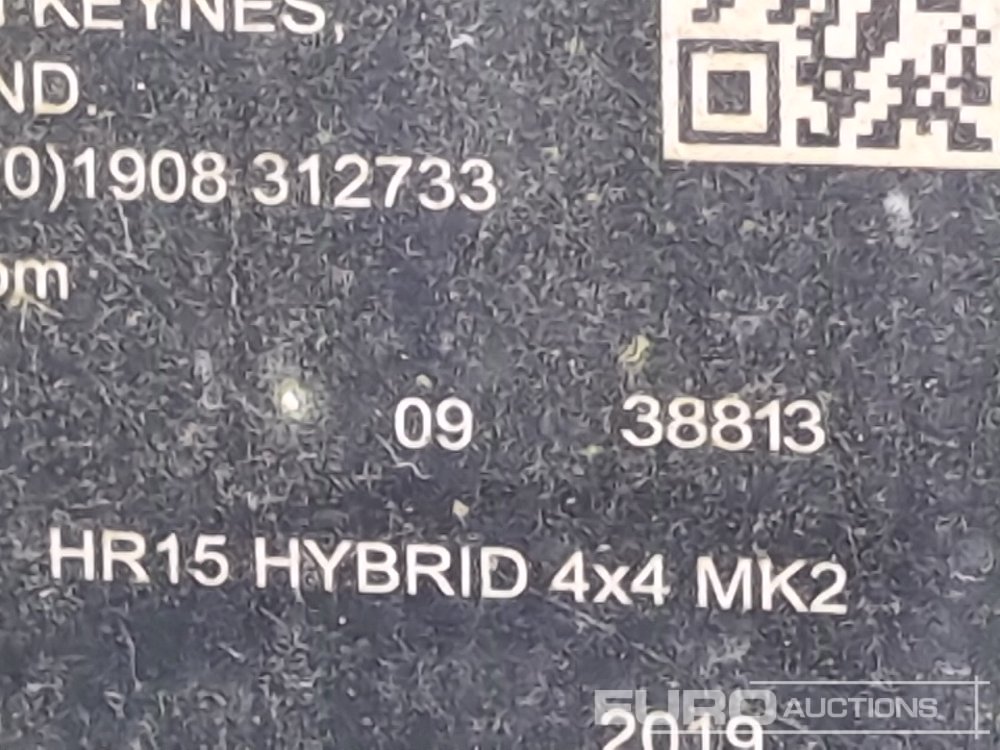 KEYNES,
ND.
0)1908 312733
om
09 38813
HR15 HYBRID 4x4 MK2
2019
EURO AUCTIONS